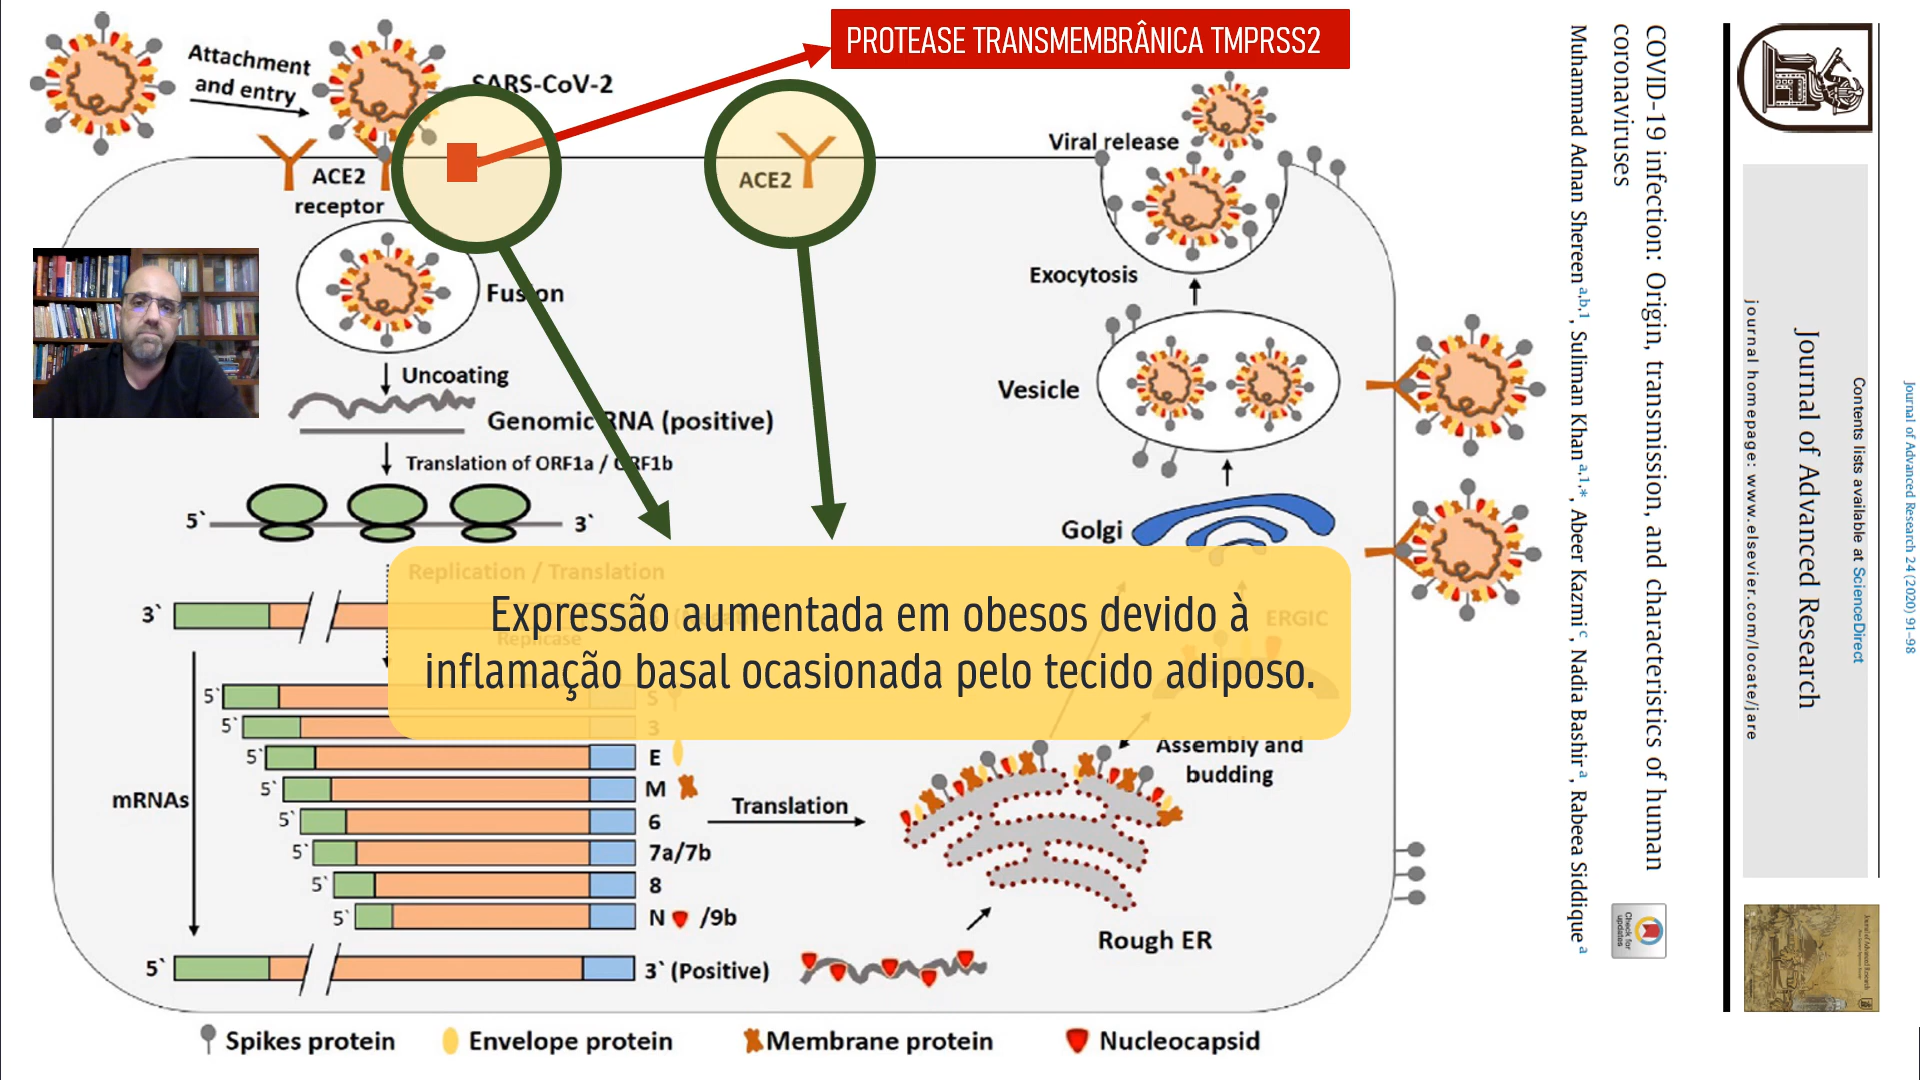 PROTEASE TRANSMEMBRÂNICA TMPRSS2
Attachment
and entry
SARS-CoV-2
ACE2
receptor
ACE2
Viral release
Exocytosis
Fusion
Uncoating
Genomic RNA (positive)
Vesicle
Translation of ORF1a / ORF1b
5` 3`
Golgi
Replication / Translation
3`
Replicase
ERGIC
Expressão aumentada em obesos devido à
inflamação basal ocasionada pelo tecido adiposo.
5` S
5` 3
5` E
5` M
5` 6
5` 7a/7b
5` 8
5` N /9b
mRNAs
Translation
Assembly and
budding
Rough ER
5` 3` (Positive)
Spikes protein
Envelope protein
Membrane protein
Nucleocapsid
Journal of Advanced Research 24 (2020) 91–98
Contents lists available at ScienceDirect
Journal of Advanced Research
journal homepage: www.elsevier.com/locate/jare
COVID-19 infection: Origin, transmission, and characteristics of human
coronaviruses
Muhammad Adnan Shereen a,b,1, Suliman Khan a,1,*, Abeer Kazmi c, Nadia Bashir a, Rabeea Siddique a
Check for
updates